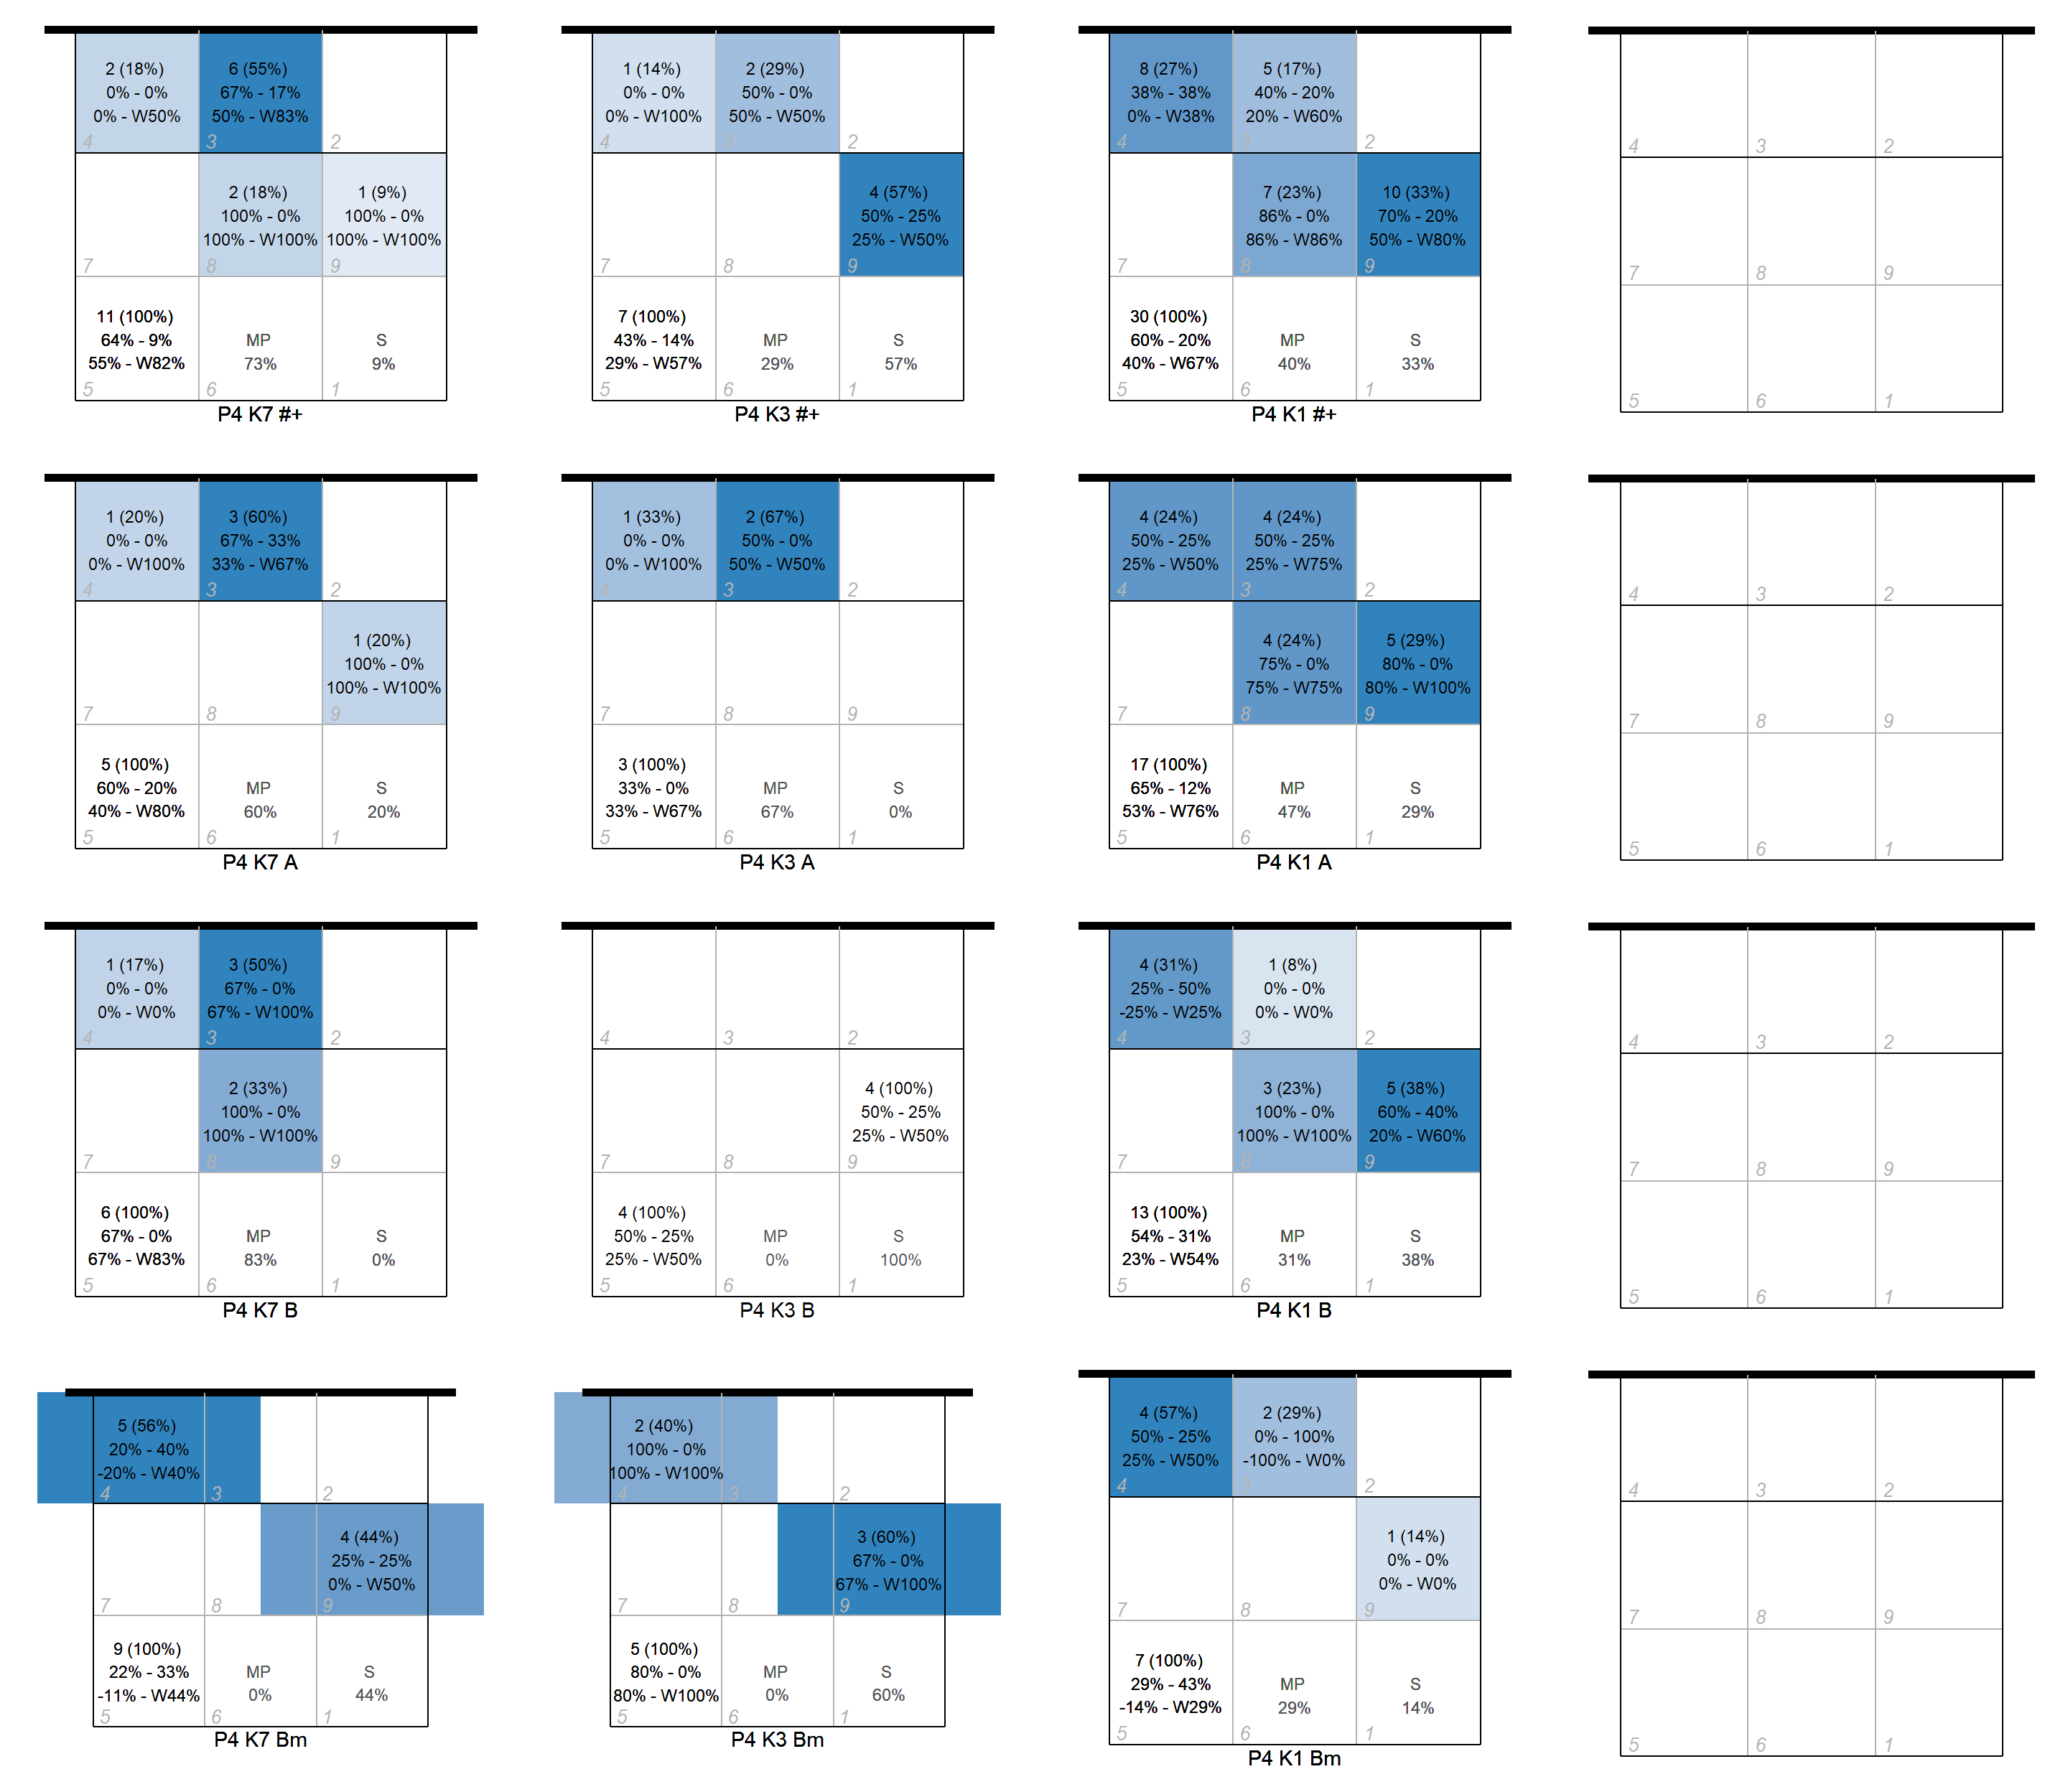 2 (18%)
0% - 0%
0% - W50%
4
6 (55%)
67% - 17%
50% - W83%
3
2
7
2 (18%)
100% - 0%
100% - W100%
8
1 (9%)
100% - 0%
100% - W100%
9
11 (100%)
64% - 9%
55% - W82%
5
MP
73%
6
S
9%
1
P4 K7 #+
1 (14%)
0% - 0%
0% - W100%
4
2 (29%)
50% - 0%
50% - W50%
3
2
7
8
4 (57%)
50% - 25%
25% - W50%
9
7 (100%)
43% - 14%
29% - W57%
5
MP
29%
6
S
57%
1
P4 K3 #+
8 (27%)
38% - 38%
0% - W38%
4
5 (17%)
40% - 20%
20% - W60%
3
2
7
7 (23%)
86% - 0%
86% - W86%
8
10 (33%)
70% - 20%
50% - W80%
9
30 (100%)
60% - 20%
40% - W67%
5
MP
40%
6
S
33%
1
P4 K1 #+
4
3
2
7
8
9
5
6
1
1 (20%)
0% - 0%
0% - W100%
4
3 (60%)
67% - 33%
33% - W67%
3
2
7
8
1 (20%)
100% - 0%
100% - W100%
9
5 (100%)
60% - 20%
40% - W80%
5
MP
60%
6
S
20%
1
P4 K7 A
1 (33%)
0% - 0%
0% - W100%
4
2 (67%)
50% - 0%
50% - W50%
3
2
7
8
9
3 (100%)
33% - 0%
33% - W67%
5
MP
67%
6
S
0%
1
P4 K3 A
4 (24%)
50% - 25%
25% - W50%
4
4 (24%)
50% - 25%
25% - W75%
3
2
7
4 (24%)
75% - 0%
75% - W75%
8
5 (29%)
80% - 0%
80% - W100%
9
17 (100%)
65% - 12%
53% - W76%
5
MP
47%
6
S
29%
1
P4 K1 A
4
3
2
7
8
9
5
6
1
1 (17%)
0% - 0%
0% - W0%
4
3 (50%)
67% - 0%
67% - W100%
3
2
7
2 (33%)
100% - 0%
100% - W100%
8
9
6 (100%)
67% - 0%
67% - W83%
5
MP
83%
6
S
0%
1
P4 K7 B
4
3
2
7
8
4 (100%)
50% - 25%
25% - W50%
9
4 (100%)
50% - 25%
25% - W50%
5
MP
0%
6
S
100%
1
P4 K3 B
4 (31%)
25% - 50%
-25% - W25%
4
1 (8%)
0% - 0%
0% - W0%
3
2
7
3 (23%)
100% - 0%
100% - W100%
8
5 (38%)
60% - 40%
20% - W60%
9
13 (100%)
54% - 31%
23% - W54%
5
MP
31%
6
S
38%
1
P4 K1 B
4
3
2
7
8
9
5
6
1
5 (56%)
20% - 40%
-20% - W40%
4
3
2
7
8
4 (44%)
25% - 25%
0% - W50%
9
9 (100%)
22% - 33%
-11% - W44%
5
MP
0%
6
S
44%
1
P4 K7 Bm
2 (40%)
100% - 0%
100% - W100%
4
3
2
7
8
3 (60%)
67% - 0%
67% - W100%
9
5 (100%)
80% - 0%
80% - W100%
5
MP
0%
6
S
60%
1
P4 K3 Bm
4 (57%)
50% - 25%
25% - W50%
4
2 (29%)
0% - 100%
-100% - W0%
3
2
7
8
1 (14%)
0% - 0%
0% - W0%
9
7 (100%)
29% - 43%
-14% - W29%
5
MP
29%
6
S
14%
1
P4 K1 Bm
4
3
2
7
8
9
5
6
1